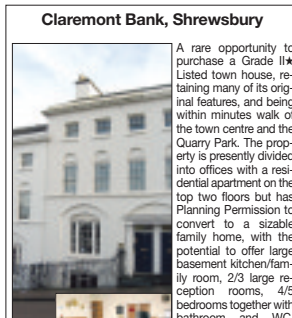 Claremont Bank, Shrewsbury
A rare opportunity to
purchase a Grade II★
Listed town house, re-
taining many of its orig-
inal features, and being
within minutes walk of
the town centre and the
Quarry Park. The prop-
erty is presently divided
into offices with a resi-
dential apartment on the
top two floors but has
Planning Permission to
convert to a sizable
family home, with the
potential to offer large
basement kitchen/fam-
ily room, 2/3 large re-
ception rooms, 4/5
bedrooms together with
bathroom and WC.